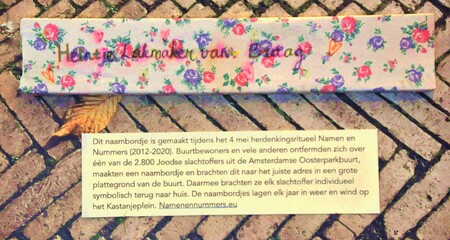 Heintje Lakmaker van Beetag
Dit naambordje is gemaakt tijdens het 4 mei herdenkingsritueel Namen en
Nummers (2012-2020). Buurtbewoners en vele anderen ontfermden zich over
één van de 2.800 Joodse slachtoffers uit de Amsterdamse Oosterparkbuurt,
maakten een naambordje en brachten dit naar het juiste adres in een grote
plattegrond van de buurt. Daarmee brachten ze elk slachtoffer individueel
symbolisch terug naar huis. De naambordjes lagen elk jaar in weer en wind op
het Kastanjeplein. Namenennummers.eu